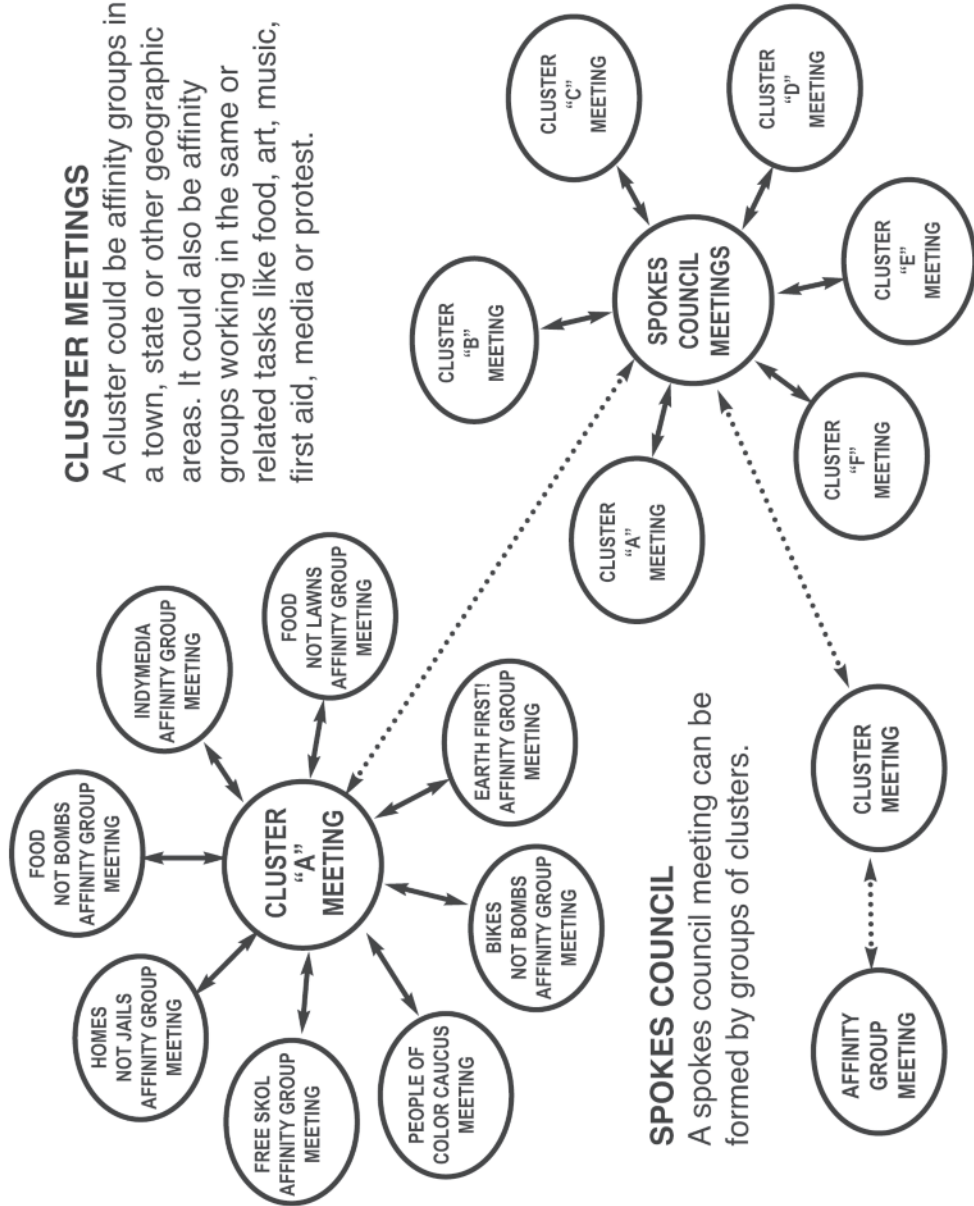 CLUSTER MEETINGS
A cluster could be affinity groups in
a town, state or other geographic
areas. It could also be affinity
groups working in the same or
related tasks like food, art, music,
first aid, media or protest.
FOOD
NOT BOMBS
AFFINITY GROUP
MEETING
INDYMEDIA
AFFINITY GROUP
MEETING
FOOD
NOT LAWNS
AFFINITY GROUP
MEETING
EARTH FIRST!
AFFINITY GROUP
MEETING
BIKES
NOT BOMBS
AFFINITY GROUP
MEETING
PEOPLE OF
COLOR CAUCUS
MEETING
FREE SKOL
AFFINITY GROUP
MEETING
HOMES
NOT JAILS
AFFINITY GROUP
MEETING
CLUSTER
“A”
MEETING
SPOKES COUNCIL
A spokes council meeting can be
formed by groups of clusters.
CLUSTER
“A”
MEETING
CLUSTER
“B”
MEETING
CLUSTER
“C”
MEETING
CLUSTER
“D”
MEETING
CLUSTER
“E”
MEETING
CLUSTER
“F”
MEETING
SPOKES
COUNCIL
MEETINGS
AFFINITY
GROUP
MEETING
CLUSTER
MEETING